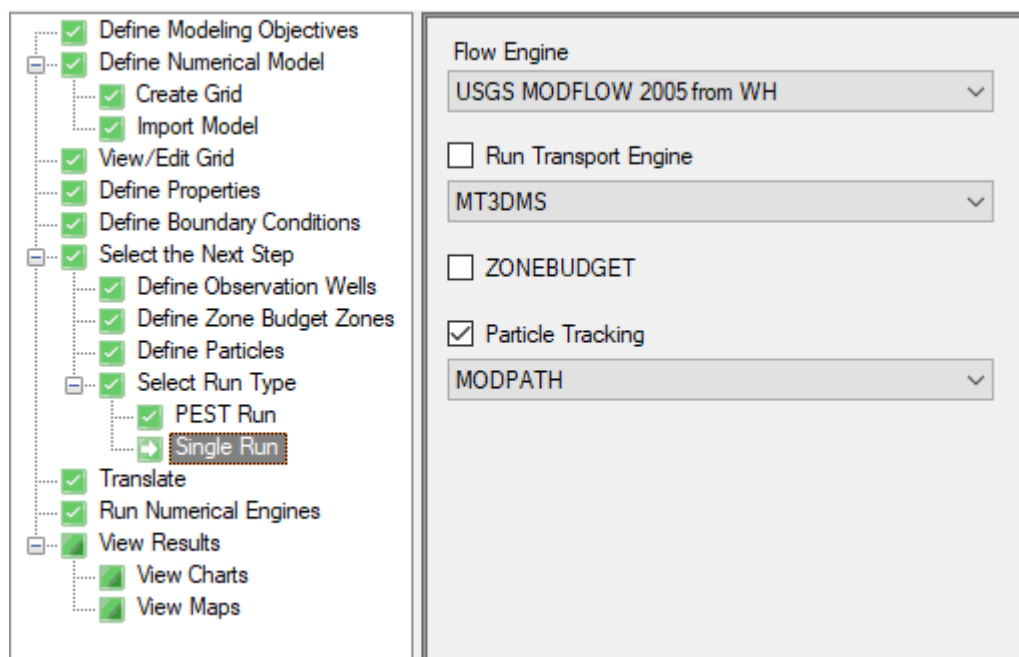 Define Modeling Objectives
Define Numerical Model
Create Grid
Import Model
View/Edit Grid
Define Properties
Define Boundary Conditions
Select the Next Step
Define Observation Wells
Define Zone Budget Zones
Define Particles
Select Run Type
PEST Run
Single Run
Translate
Run Numerical Engines
View Results
View Charts
View Maps
Flow Engine
USGS MODFLOW 2005 from WH
Run Transport Engine
MT3DMS
ZONEBUDGET
Particle Tracking
MODPATH